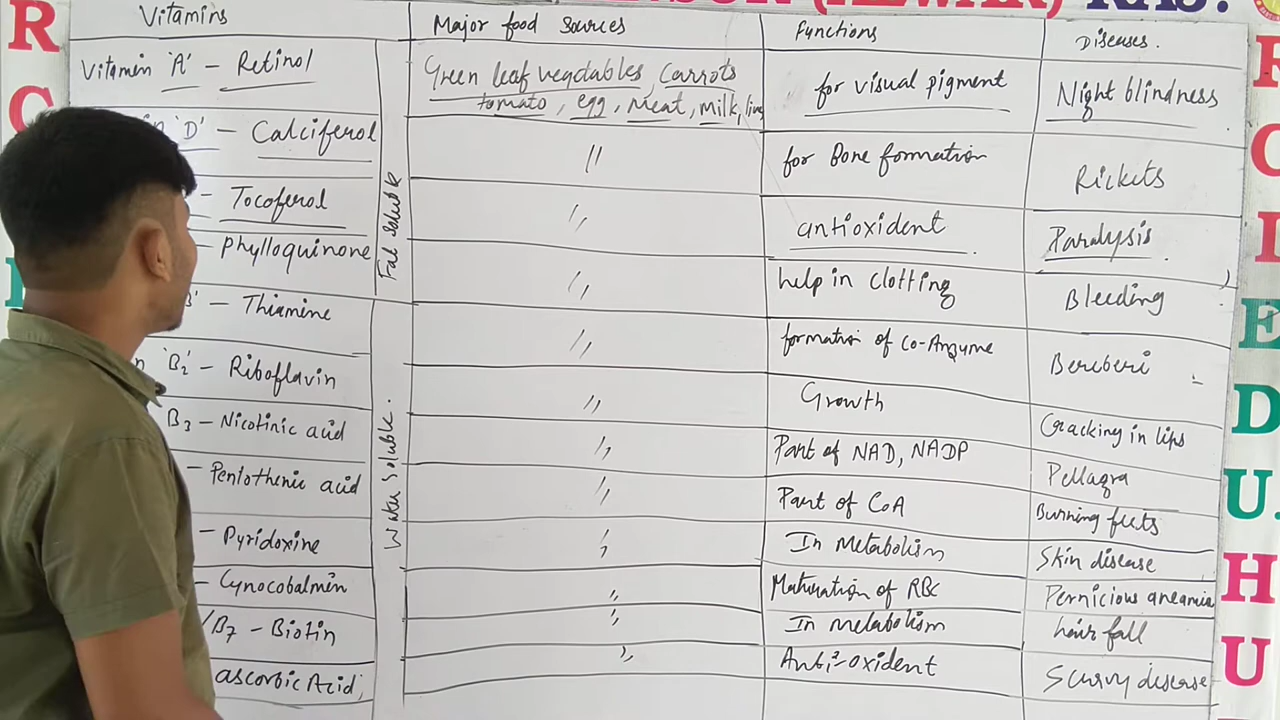 Vitamins Major food Sources Functions Diseases.
Vitamin 'A' - Retinol Green leaf vegetables, Carrots for visual pigment Night blindness
tomato, egg, meat, milk,
'D' - Calciferol " for Bone formation Rickets
- Tocoferol " antioxident Paralysis
- Phylloquinone " help in clotting Bleeding
Fat Soluble
- Thiamine " formation of Co-Anzyme Bereberi
'B2' - Riboflavin " Growth Cracking in lips
B3 - Nicotinic acid " Part of NAD, NADP Pellagra
- Pentothenic acid " Part of CoA Burning feets
- Pyridoxine " In Metabolism Skin disease
- Cynocobalmin " Maturation of RBC Pernicious aneamia
/B7 - Biotin " In metabolism hair fall
ascorbic Acid, " Anti-oxident Scurvy disease
Water Soluble.
R
E
D
U.
H
U